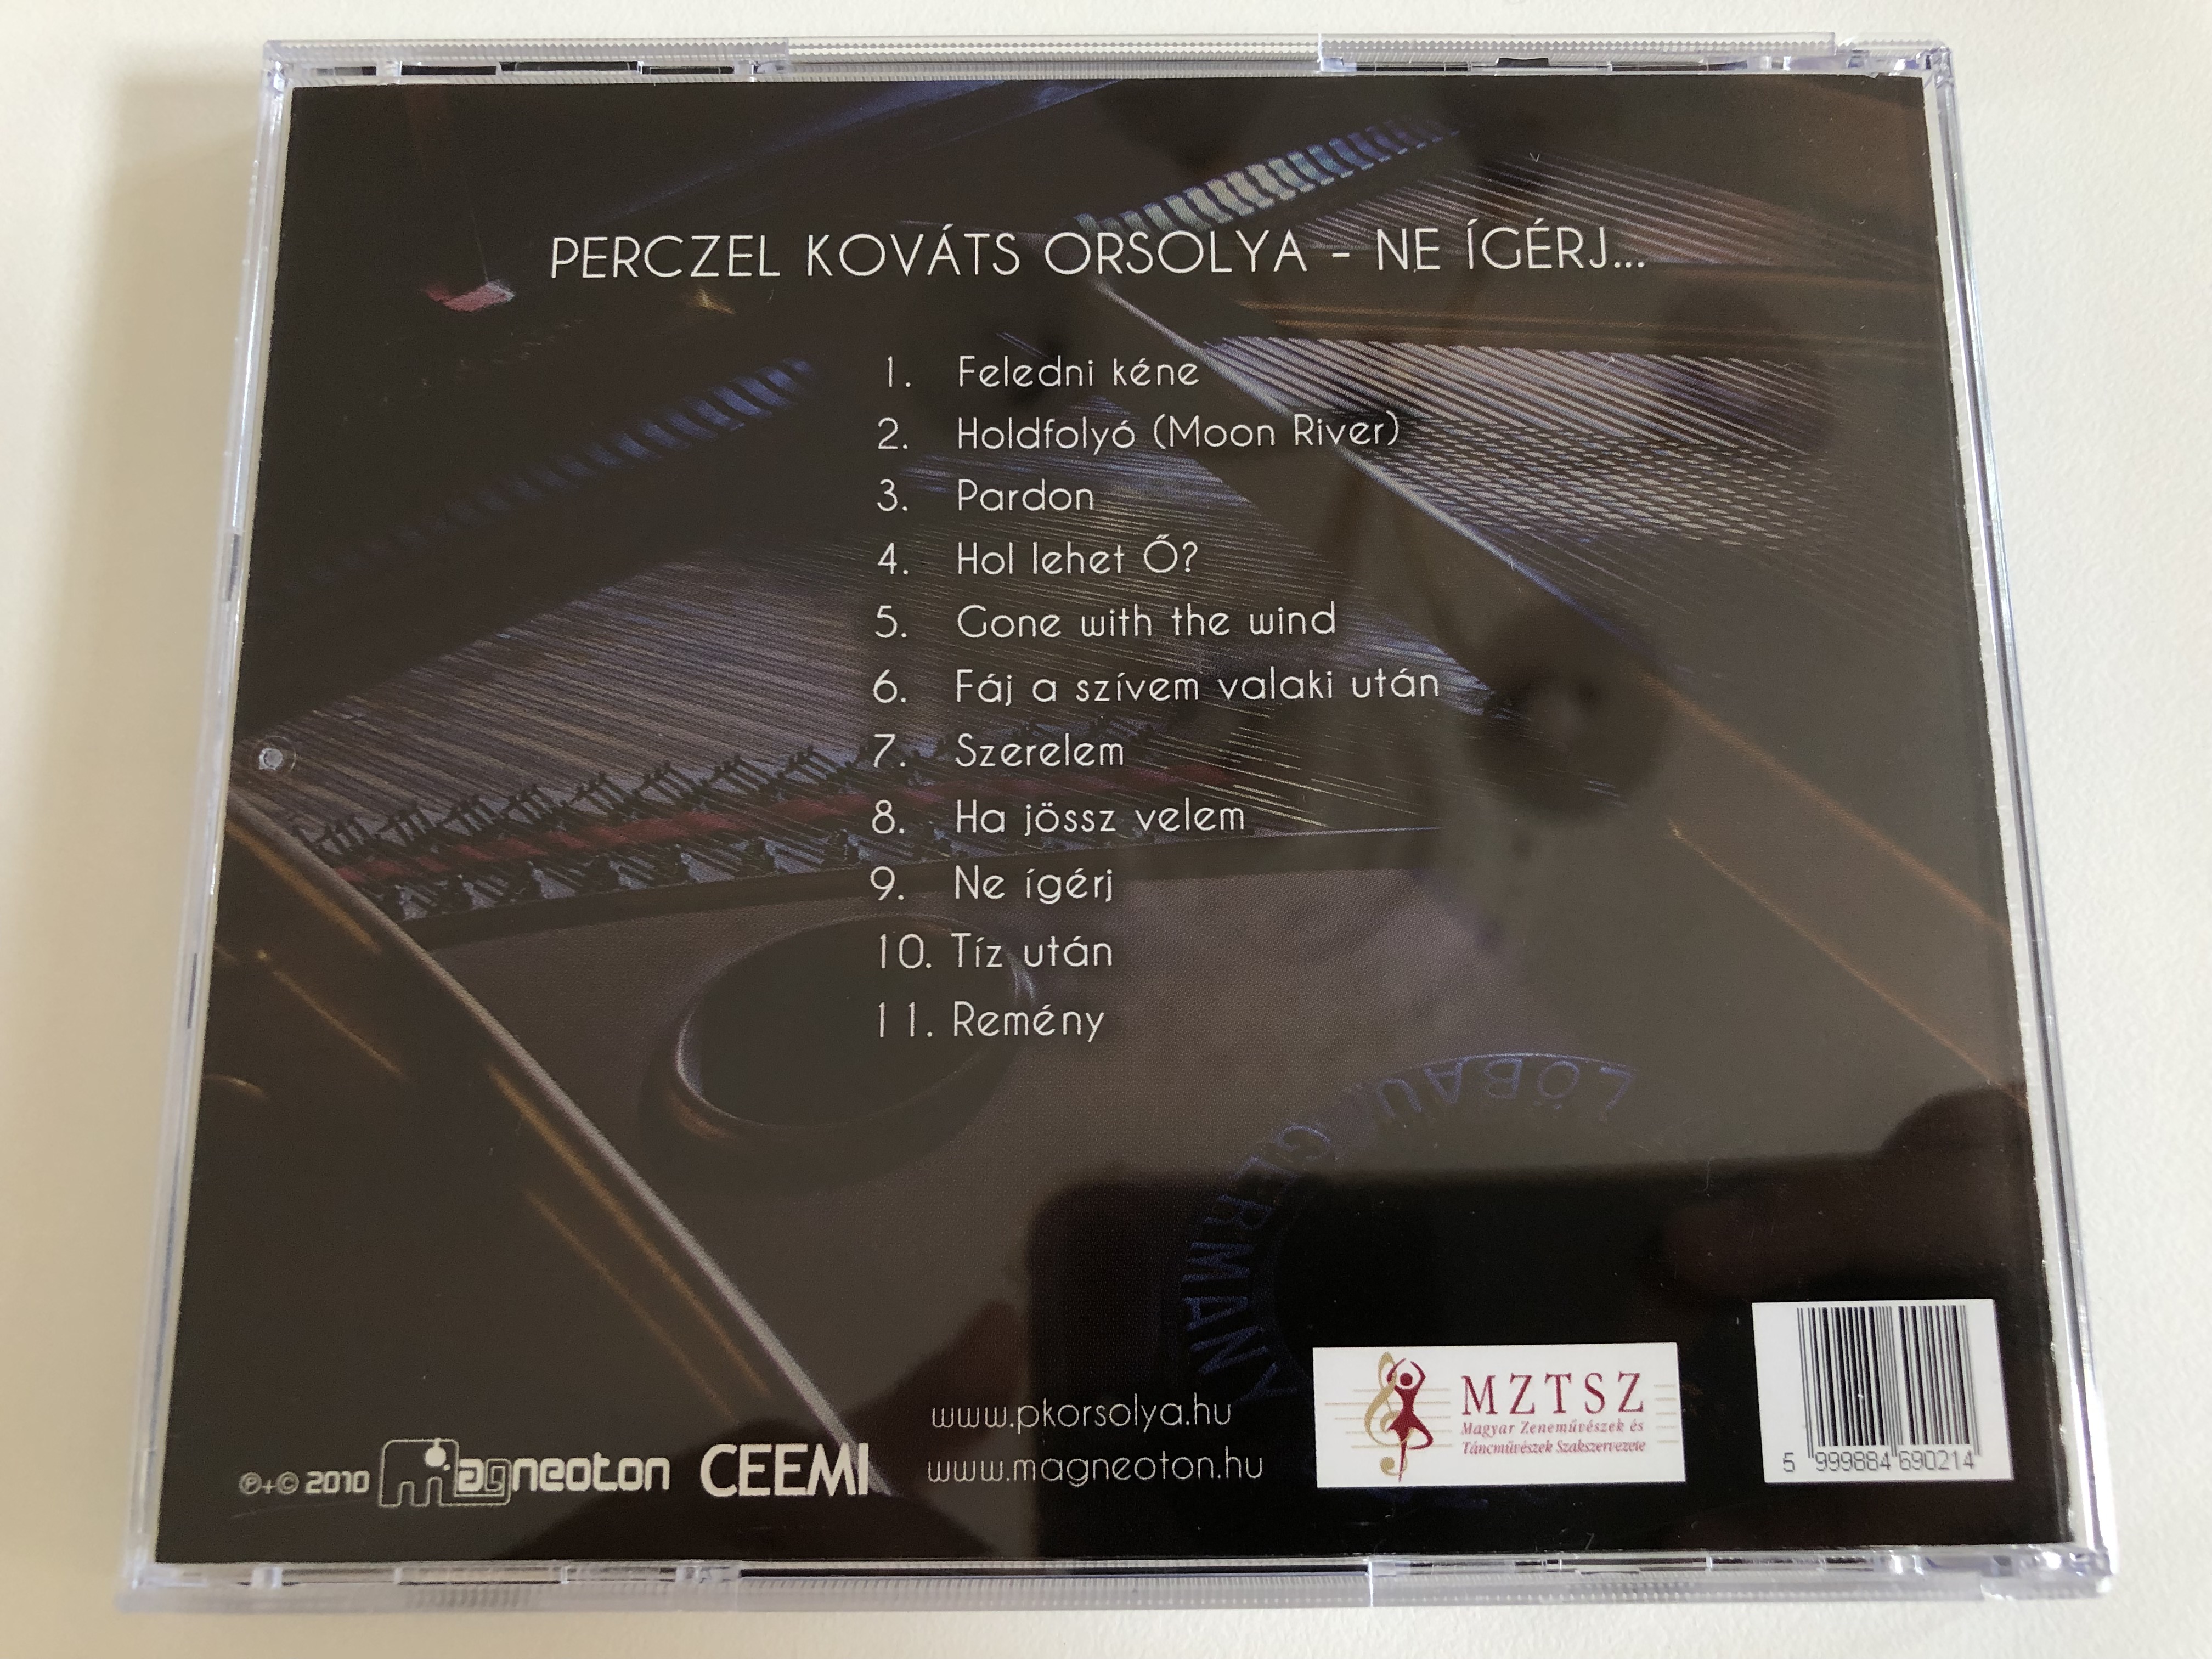 PERCZEL KOVÁTS ORSOLYA - NE ÍGÉRJ...
1. Feledni kéne
2. Holdfolyó (Moon River)
3. Pardon
4. Hol lehet Ő?
5. Gone with the wind
6. Fáj a szívem valaki után
7. Szerelem
8. Ha jössz velem
9. Ne ígérj
10. Tíz után
11. Remény
LÖBAU GERMANY
www.pkorsolya.hu
www.magneoton.hu
℗+© 2010 magneoton CEEMI
MZTSZ
Magyar Zeneművészek és
Táncművészek Szakszervezete
5 999884 690214